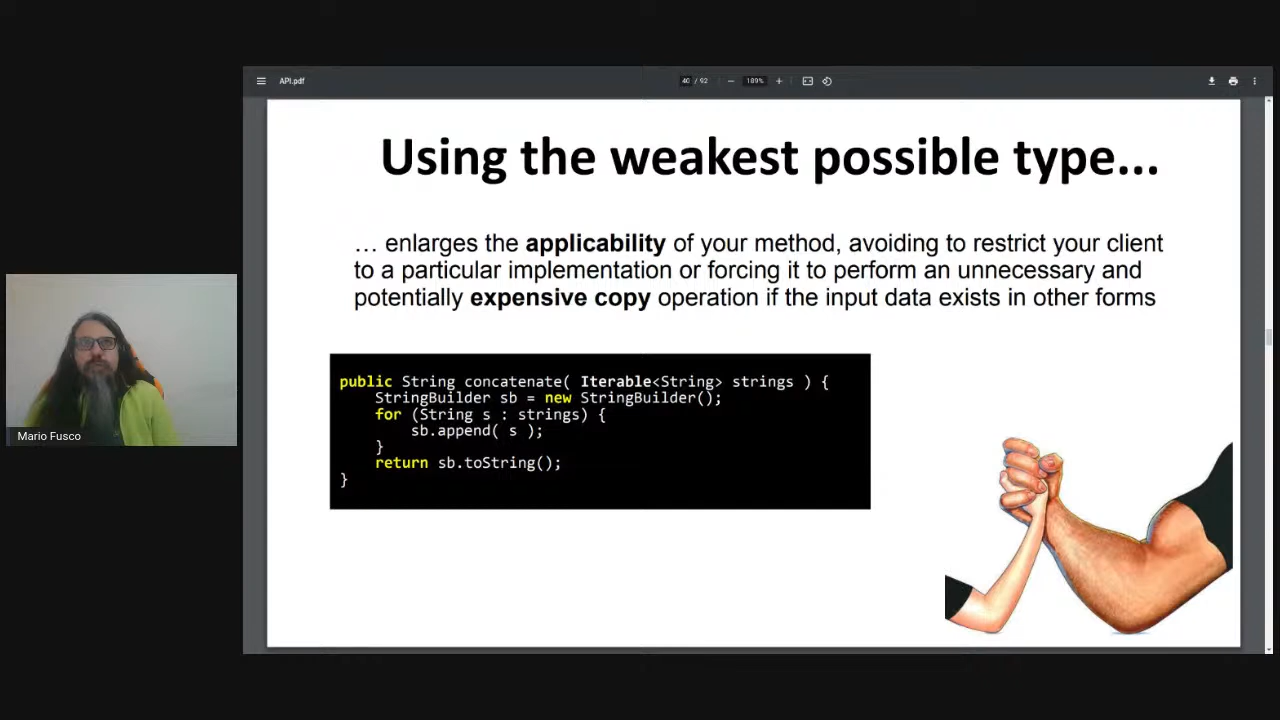 API.pdf
40 / 92
189%
Using the weakest possible type...
... enlarges the applicability of your method, avoiding to restrict your client
to a particular implementation or forcing it to perform an unnecessary and
potentially expensive copy operation if the input data exists in other forms
public String concatenate( Iterable<String> strings ) {
StringBuilder sb = new StringBuilder();
for (String s : strings) {
sb.append( s );
}
return sb.toString();
}
Mario Fusco